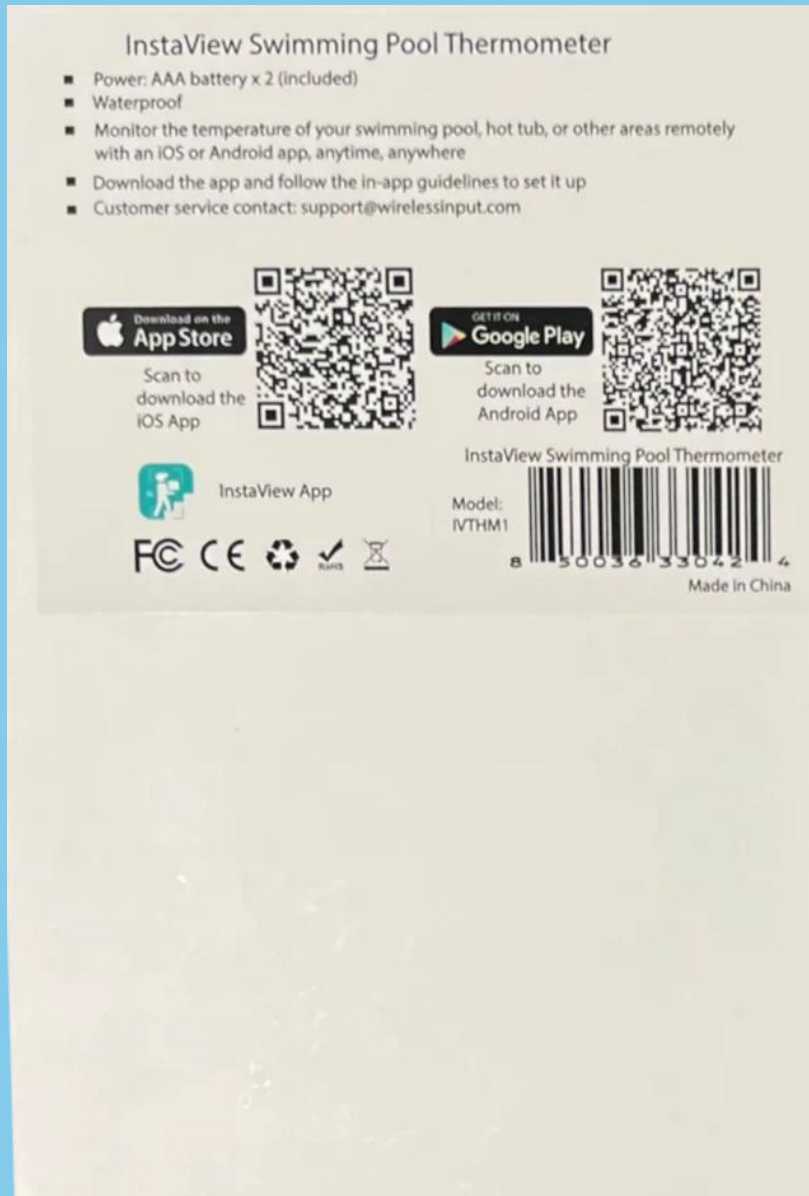 InstaView Swimming Pool Thermometer
Power: AAA battery x 2 (included)
Waterproof
Monitor the temperature of your swimming pool, hot tub, or other areas remotely
with an iOS or Android app, anytime, anywhere
Download the app and follow the in-app guidelines to set it up
Customer service contact: support@wirelessinput.com
Download on the
App Store
Scan to
download the
iOS App
GET IT ON
Google Play
Scan to
download the
Android App
InstaView App
InstaView Swimming Pool Thermometer
Model:
IVTHM1
8 50036 33042 4
Made in China
FC CE RoHS